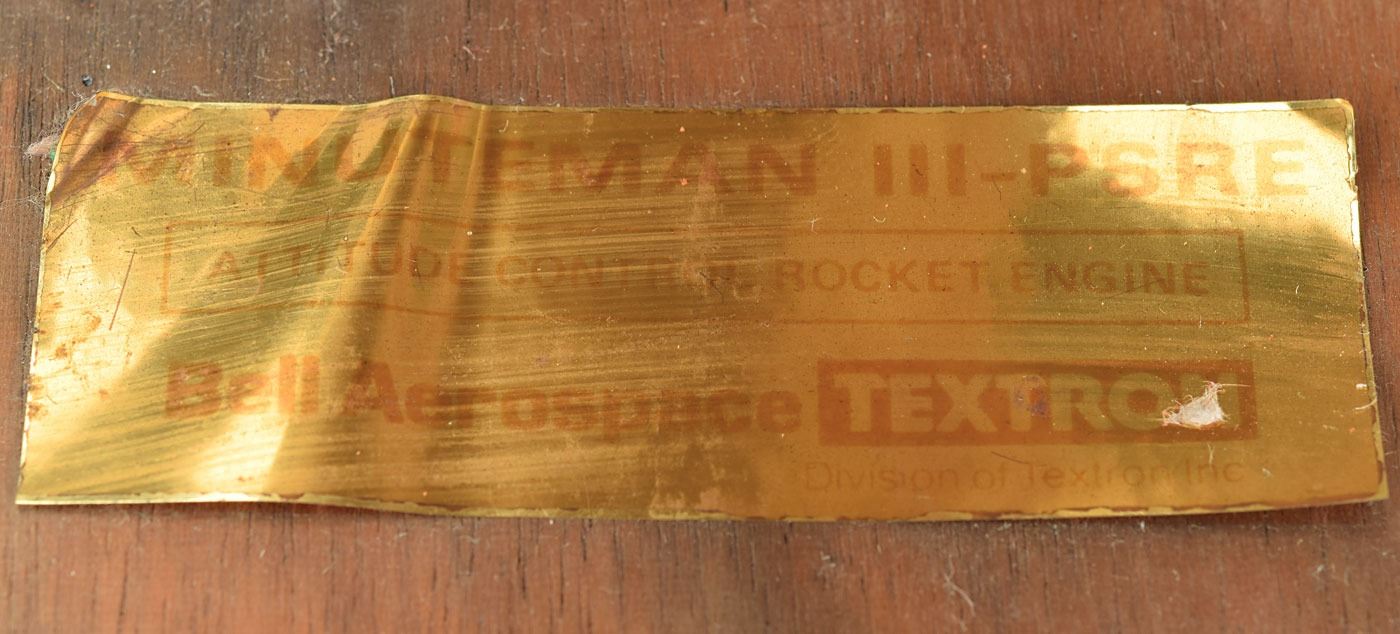 MINUTEMAN III-PSRE
ATTITUDE CONTROL ROCKET ENGINE
Bell Aerospace TEXTRON
Division of Textron Inc